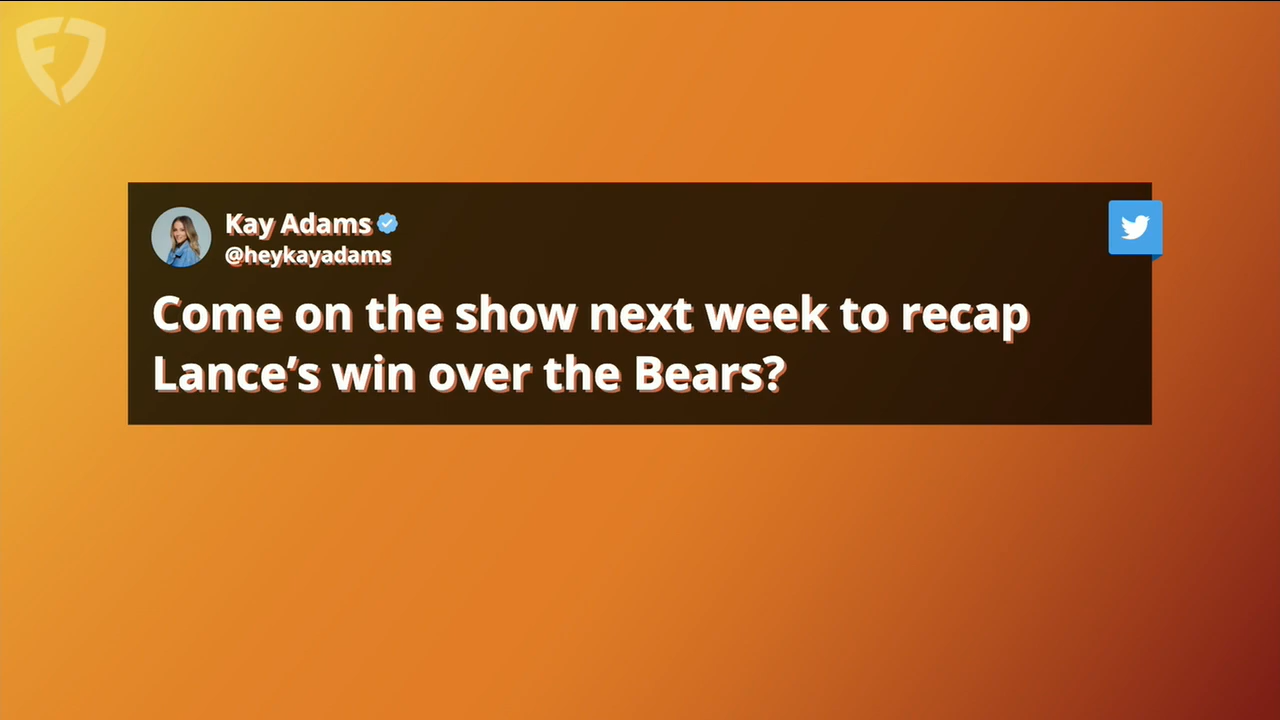 Kay Adams
@heykayadams
Come on the show next week to recap
Lance’s win over the Bears?